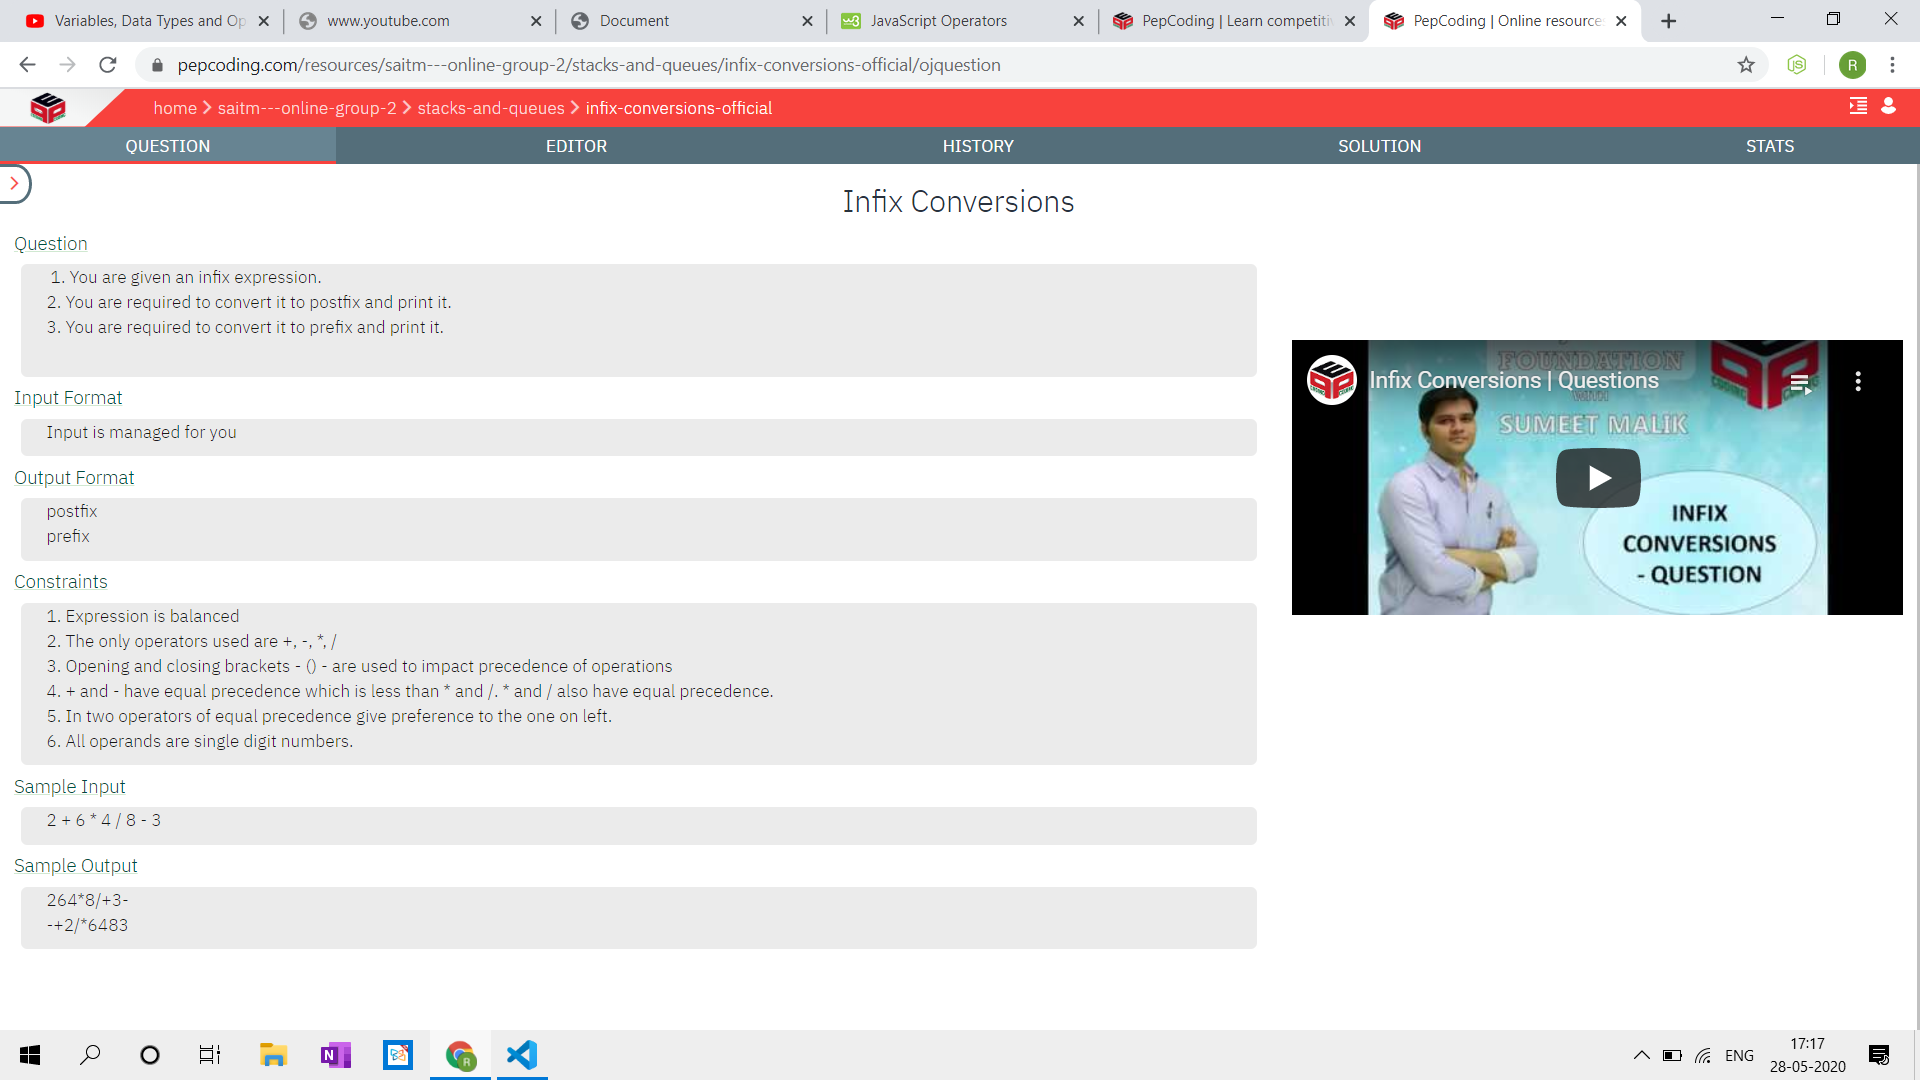 Variables, Data Types and Op
www.youtube.com
Document
JavaScript Operators
PepCoding | Learn competitiv
PepCoding | Online resource
pepcoding.com/resources/saitm---online-group-2/stacks-and-queues/infix-conversions-official/ojquestion
R
home > saitm---online-group-2 > stacks-and-queues > infix-conversions-official
QUESTION
EDITOR
HISTORY
SOLUTION
STATS
Infix Conversions
Question
1. You are given an infix expression.
2. You are required to convert it to postfix and print it.
3. You are required to convert it to prefix and print it.
Input Format
Input is managed for you
Output Format
postfix
prefix
Constraints
1. Expression is balanced
2. The only operators used are +, -, *, /
3. Opening and closing brackets - () - are used to impact precedence of operations
4. + and - have equal precedence which is less than * and /. * and / also have equal precedence.
5. In two operators of equal precedence give preference to the one on left.
6. All operands are single digit numbers.
Sample Input
2 + 6 * 4 / 8 - 3
Sample Output
264*8/+3-
-+2/*6483
FOUNDATION
Infix Conversions | Questions
WITH
SUMEET MALIK
INFIX
CONVERSIONS
- QUESTION
ENG
17:17
28-05-2020